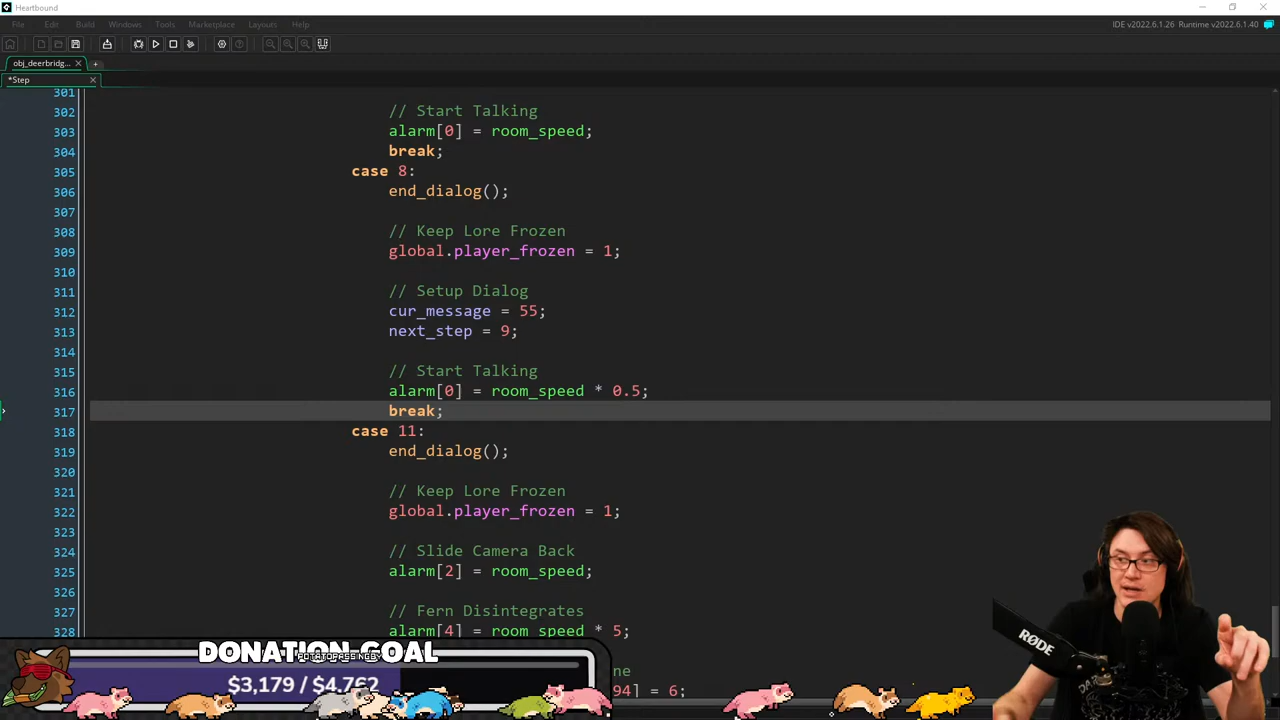 Heartbound
File Edit Build Windows Tools Marketplace Layouts Help
IDE v2022.6.1.26 Runtime v2022.6.1.40
obj_deerbridg...
*Step
301
302 // Start Talking
303 alarm[0] = room_speed;
304 break;
305 case 8:
306 end_dialog();
307
308 // Keep Lore Frozen
309 global.player_frozen = 1;
310
311 // Setup Dialog
312 cur_message = 55;
313 next_step = 9;
314
315 // Start Talking
316 alarm[0] = room_speed * 0.5;
317 break;
318 case 11:
319 end_dialog();
320
321 // Keep Lore Frozen
322 global.player_frozen = 1;
323
324 // Slide Camera Back
325 alarm[2] = room_speed;
326
327 // Fern Disintegrates
328 alarm[4] = room_speed * 5;
ne
94] = 6;
DONATION GOAL
$3,179 / $4,762
RØDE